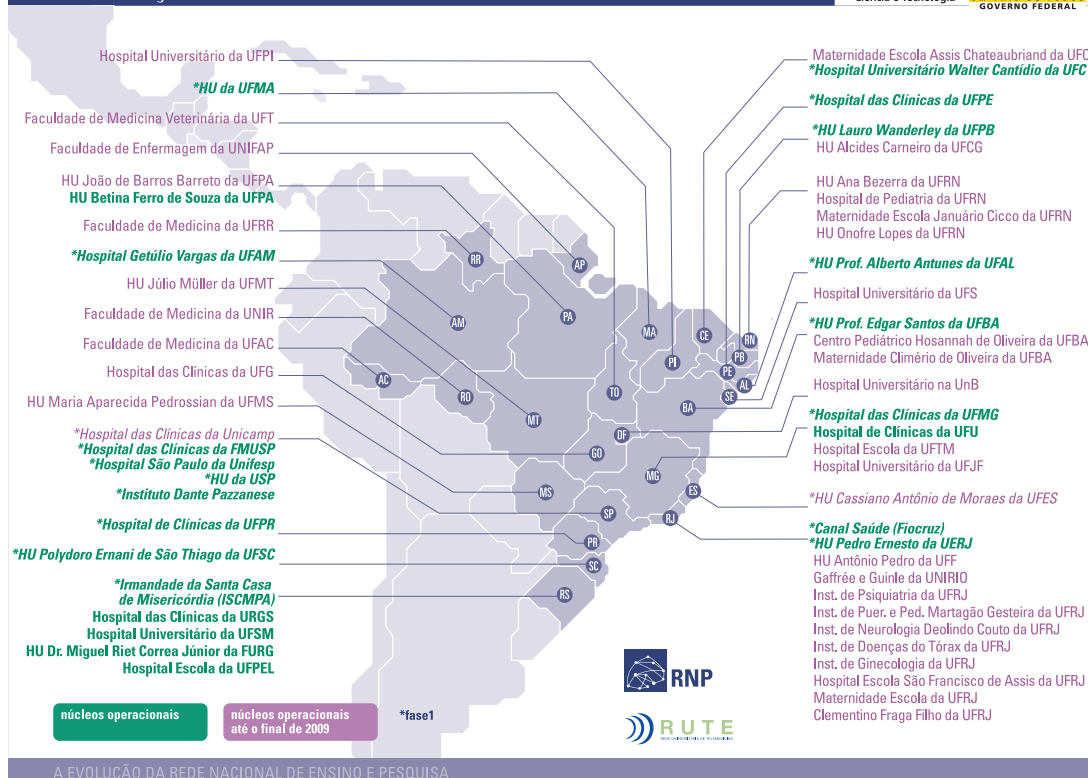 Ciência e Tecnologia
GOVERNO FEDERAL
Hospital Universitário da UFPI
*HU da UFMA
Faculdade de Medicina Veterinária da UFT
Faculdade de Enfermagem da UNIFAP
HU João de Barros Barreto da UFPA
HU Betina Ferro de Souza da UFPA
Faculdade de Medicina da UFRR
*Hospital Getúlio Vargas da UFAM
HU Júlio Müller da UFMT
Faculdade de Medicina da UNIR
Faculdade de Medicina da UFAC
Hospital das Clínicas da UFG
HU Maria Aparecida Pedrossian da UFMS
*Hospital das Clínicas da Unicamp
*Hospital das Clínicas da FMUSP
*Hospital São Paulo da Unifesp
*HU da USP
*Instituto Dante Pazzanese
*Hospital de Clínicas da UFPR
*HU Polydoro Ernani de São Thiago da UFSC
*Irmandade da Santa Casa
de Misericórdia (ISCMPA)
Hospital das Clínicas da URGS
Hospital Universitário da UFSM
HU Dr. Miguel Riet Correa Júnior da FURG
Hospital Escola da UFPEL
RR
AP
AM
PA
MA
CE
RN
PI
PB
PE
AL
SE
AC
RO
TO
BA
MT
DF
GO
MG
MS
ES
SP
RJ
PR
SC
RS
Maternidade Escola Assis Chateaubriand da UFC
*Hospital Universitário Walter Cantídio da UFC
*Hospital das Clínicas da UFPE
*HU Lauro Wanderley da UFPB
HU Alcides Carneiro da UFCG
HU Ana Bezerra da UFRN
Hospital de Pediatria da UFRN
Maternidade Escola Januário Cicco da UFRN
HU Onofre Lopes da UFRN
*HU Prof. Alberto Antunes da UFAL
Hospital Universitário da UFS
*HU Prof. Edgar Santos da UFBA
Centro Pediátrico Hosannah de Oliveira da UFBA
Maternidade Climério de Oliveira da UFBA
Hospital Universitário na UnB
*Hospital das Clínicas da UFMG
Hospital de Clínicas da UFU
Hospital Escola da UFTM
Hospital Universitário da UFJF
*HU Cassiano Antônio de Moraes da UFES
*Canal Saúde (Fiocruz)
*HU Pedro Ernesto da UERJ
HU Antônio Pedro da UFF
Gaffrée e Guinle da UNIRIO
Inst. de Psiquiatria da UFRJ
Inst. de Puer. e Ped. Martagão Gesteira da UFRJ
Inst. de Neurologia Deolindo Couto da UFRJ
Inst. de Doenças do Tórax da UFRJ
Inst. de Ginecologia da UFRJ
Hospital Escola São Francisco de Assis da UFRJ
Maternidade Escola da UFRJ
Clementino Fraga Filho da UFRJ
núcleos operacionais
núcleos operacionais
até o final de 2009
*fase1
RNP
RUTE
REDE UNIVERSITÁRIA DE TELEMEDICINA
A EVOLUÇÃO DA REDE NACIONAL DE ENSINO E PESQUISA